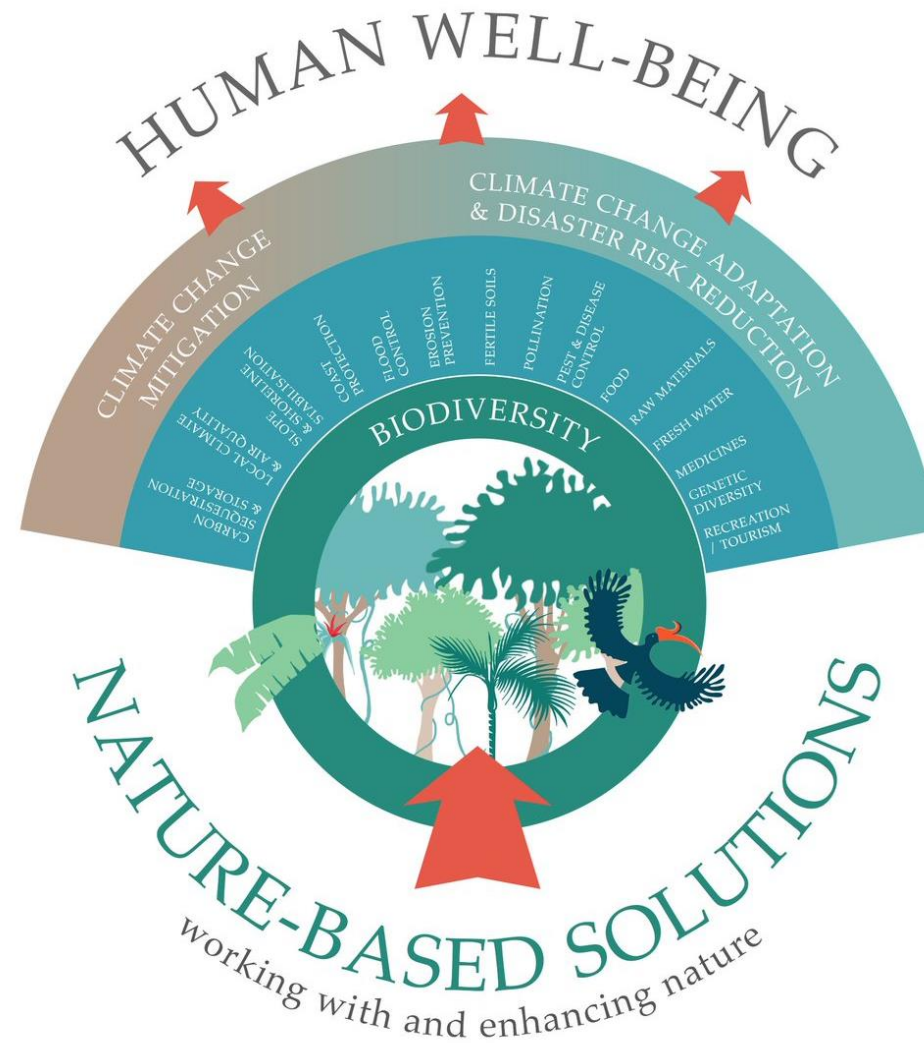 HUMAN WELL-BEING
CLIMATE CHANGE
MITIGATION
CLIMATE CHANGE ADAPTATION
& DISASTER RISK REDUCTION
CARBON
SEQUESTRATION
& STORAGE
LOCAL CLIMATE
& AIR QUALITY
SLOPE
& SHORELINE
STABILISATION
COAST
PROTECTION
FLOOD
CONTROL
EROSION
PREVENTION
FERTILE SOILS
POLLINATION
PEST & DISEASE
CONTROL
FOOD
RAW MATERIALS
FRESH WATER
MEDICINES
GENETIC
DIVERSITY
RECREATION
/ TOURISM
BIODIVERSITY
NATURE-BASED SOLUTIONS
working with and enhancing nature